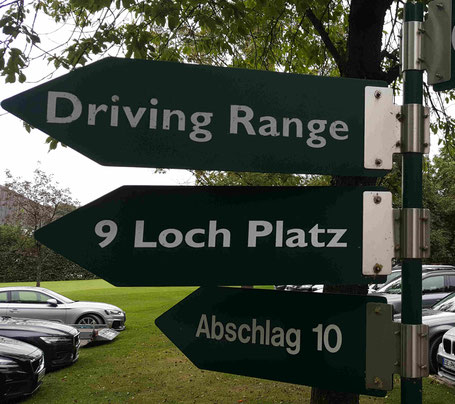 Driving Range
9 Loch Platz
Abschlag 10